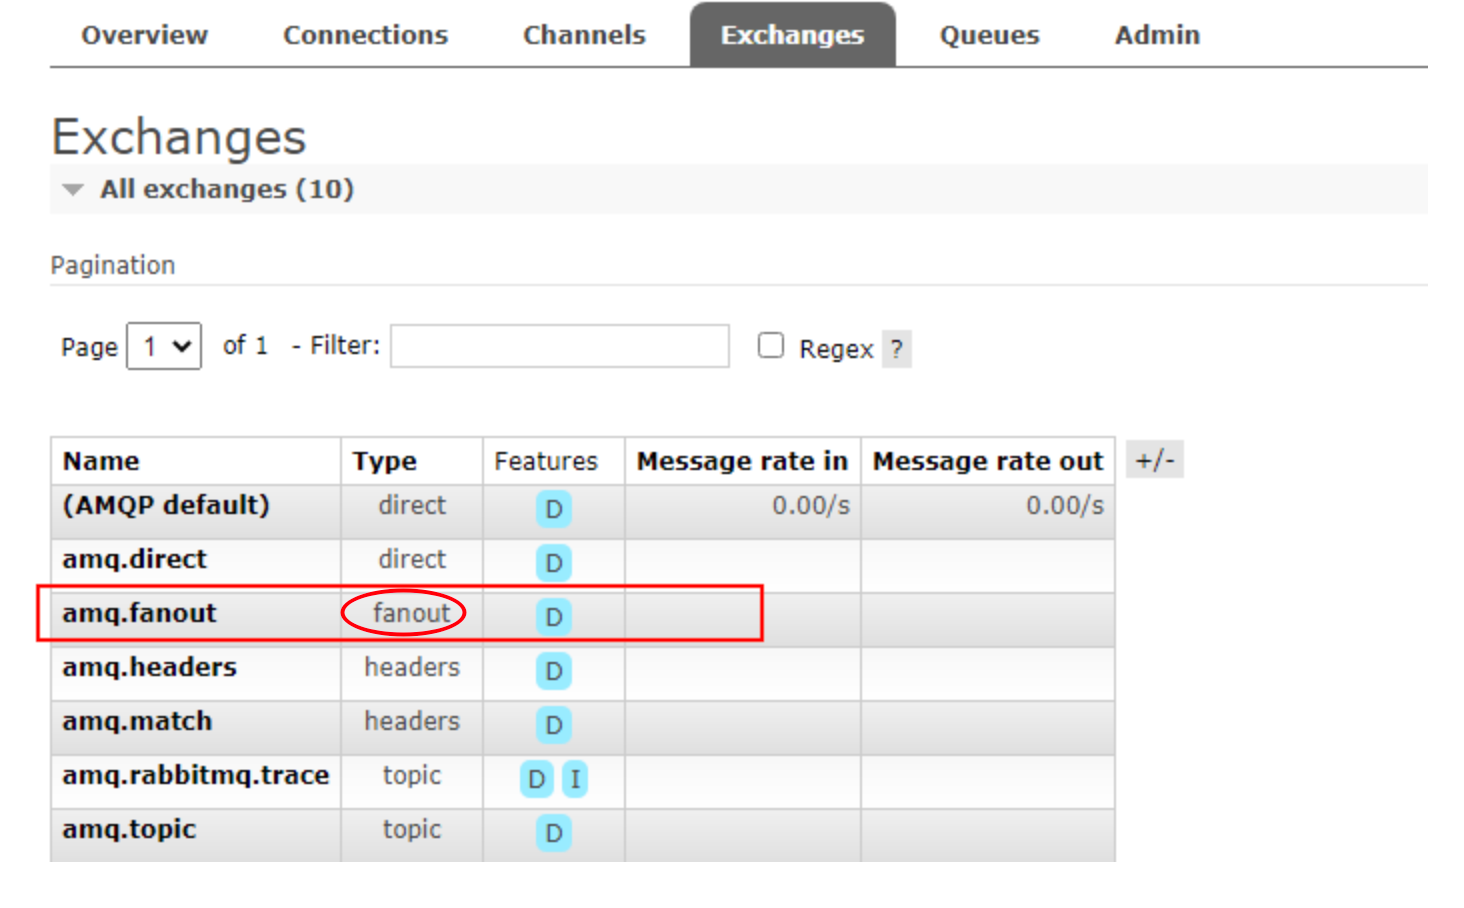 Overview Connections Channels Exchanges Queues Admin
Exchanges
All exchanges (10)
Pagination
Page 1 of 1 - Filter: Regex ?
Name Type Features Message rate in Message rate out +/-
(AMQP default) direct D 0.00/s 0.00/s
amq.direct direct D
amq.fanout fanout D
amq.headers headers D
amq.match headers D
amq.rabbitmq.trace topic D I
amq.topic topic D